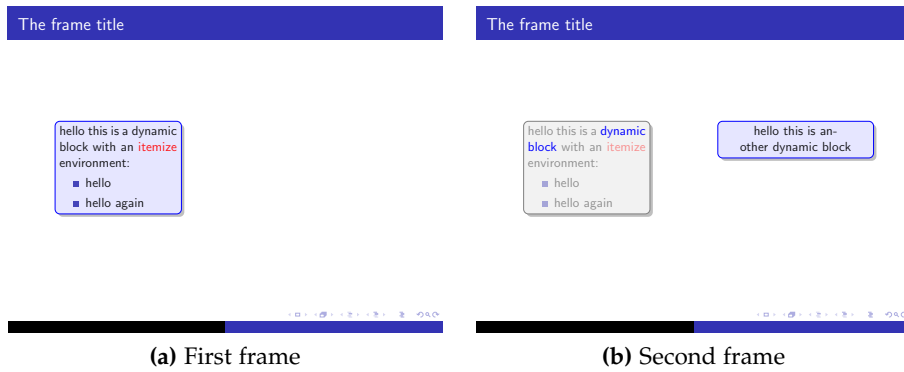 The frame title
hello this is a dynamic
block with an itemize
environment:
hello
hello again
(a) First frame
The frame title
hello this is a dynamic
block with an itemize
environment:
hello
hello again
hello this is an-
other dynamic block
(b) Second frame